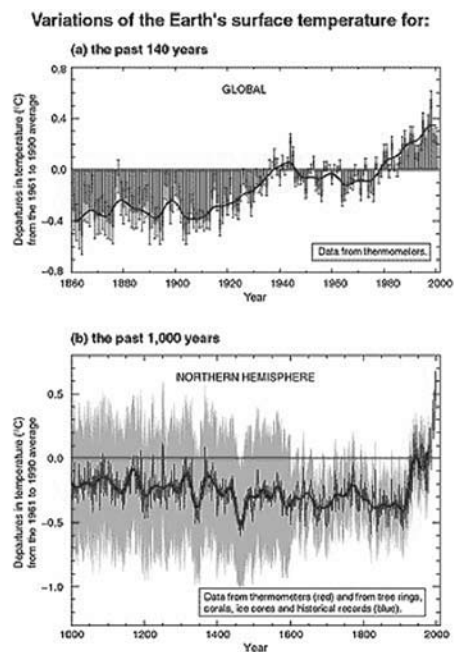 Variations of the Earth's surface temperature for:
(a) the past 140 years
GLOBAL
Departures in temperature (°C)
from the 1961 to 1990 average
0.8
0.4
0.0
-0.4
-0.8
Data from thermometers.
1860 1880 1900 1920 1940 1960 1980 2000
Year
(b) the past 1,000 years
NORTHERN HEMISPHERE
Departures in temperature (°C)
from the 1961 to 1990 average
0.5
0.0
-0.5
-1.0
Data from thermometers (red) and from tree rings,
corals, ice cores and historical records (blue).
1000 1200 1400 1600 1800 2000
Year